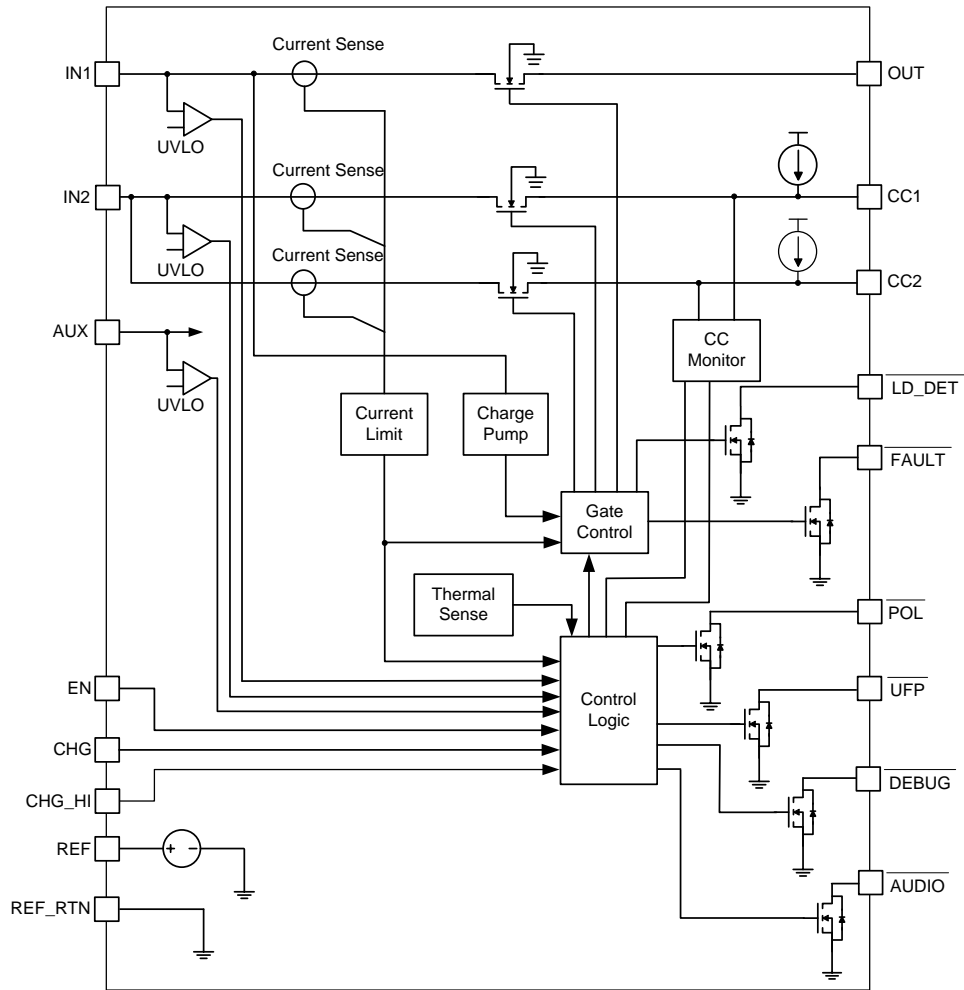 Current Sense
IN1
OUT
UVLO
Current Sense
IN2
CC1
UVLO
Current Sense
CC2
AUX
CC
Monitor
UVLO
LD_DET
Current
Limit
Charge
Pump
FAULT
Gate
Control
Thermal
Sense
POL
EN
UFP
Control
Logic
CHG
DEBUG
CHG_HI
REF
+ -
AUDIO
REF_RTN